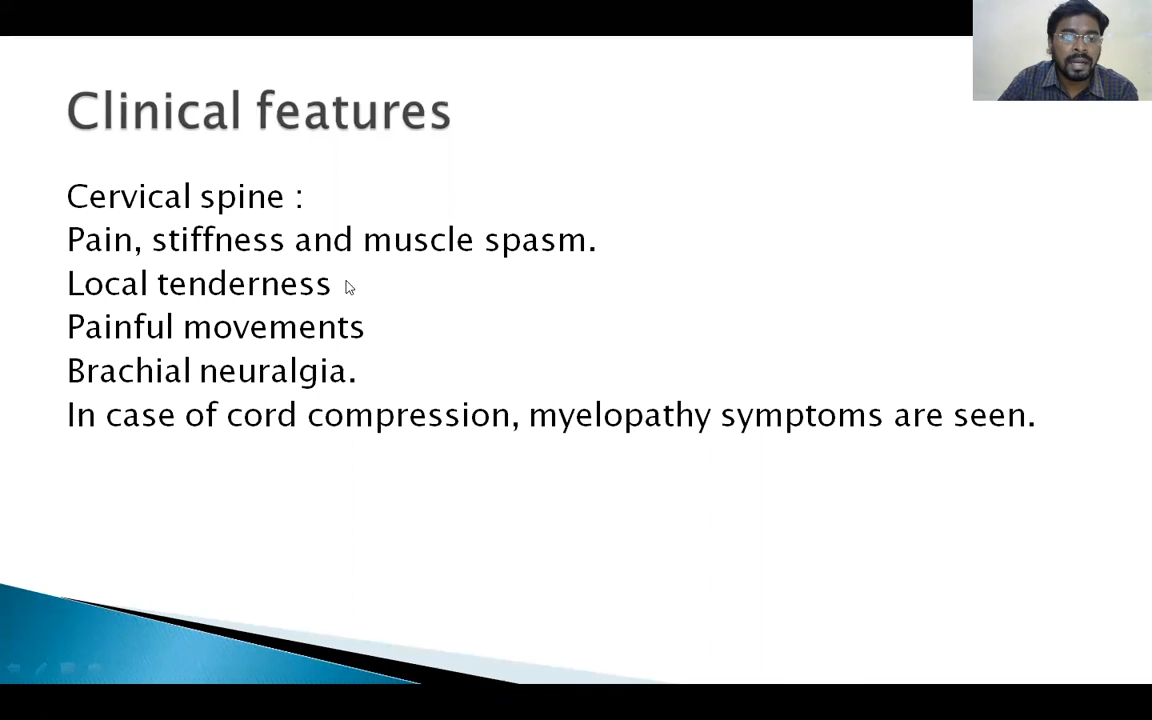 Clinical features
Cervical spine :
Pain, stiffness and muscle spasm.
Local tenderness
Painful movements
Brachial neuralgia.
In case of cord compression, myelopathy symptoms are seen.